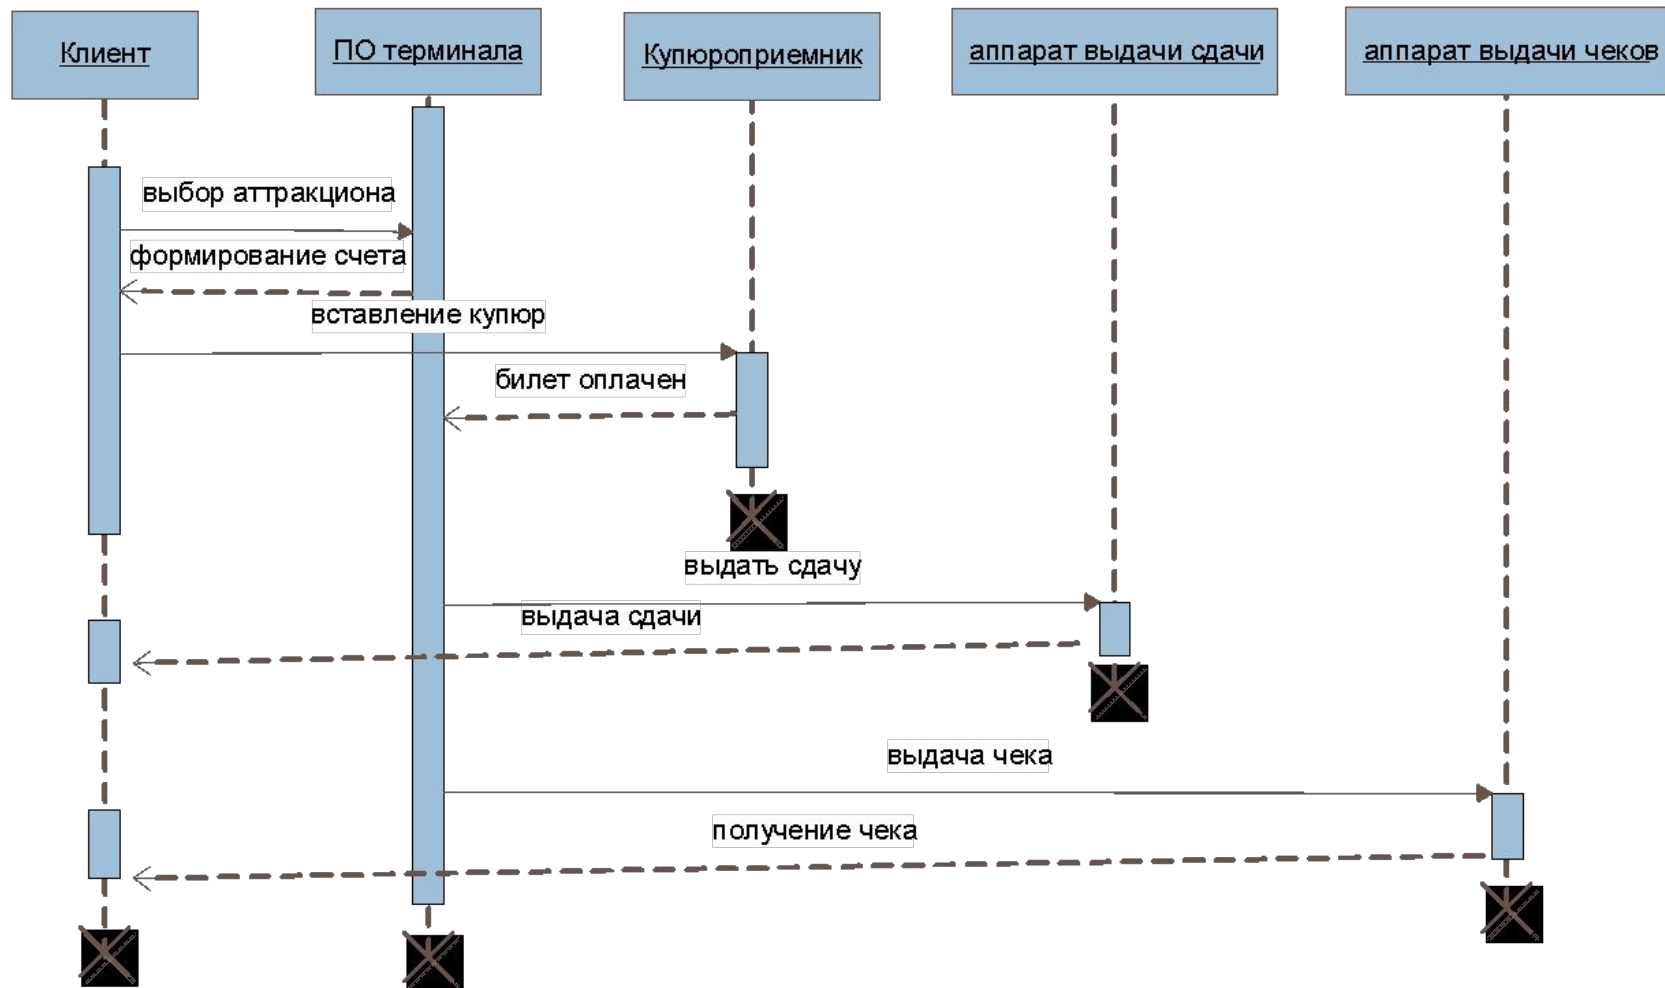 Клиент
ПО терминала
Купюроприемник
аппарат выдачи сдачи
аппарат выдачи чеков
выбор аттракциона
формирование счета
вставление купюр
билет оплачен
выдать сдачу
выдача сдачи
выдача чека
получение чека